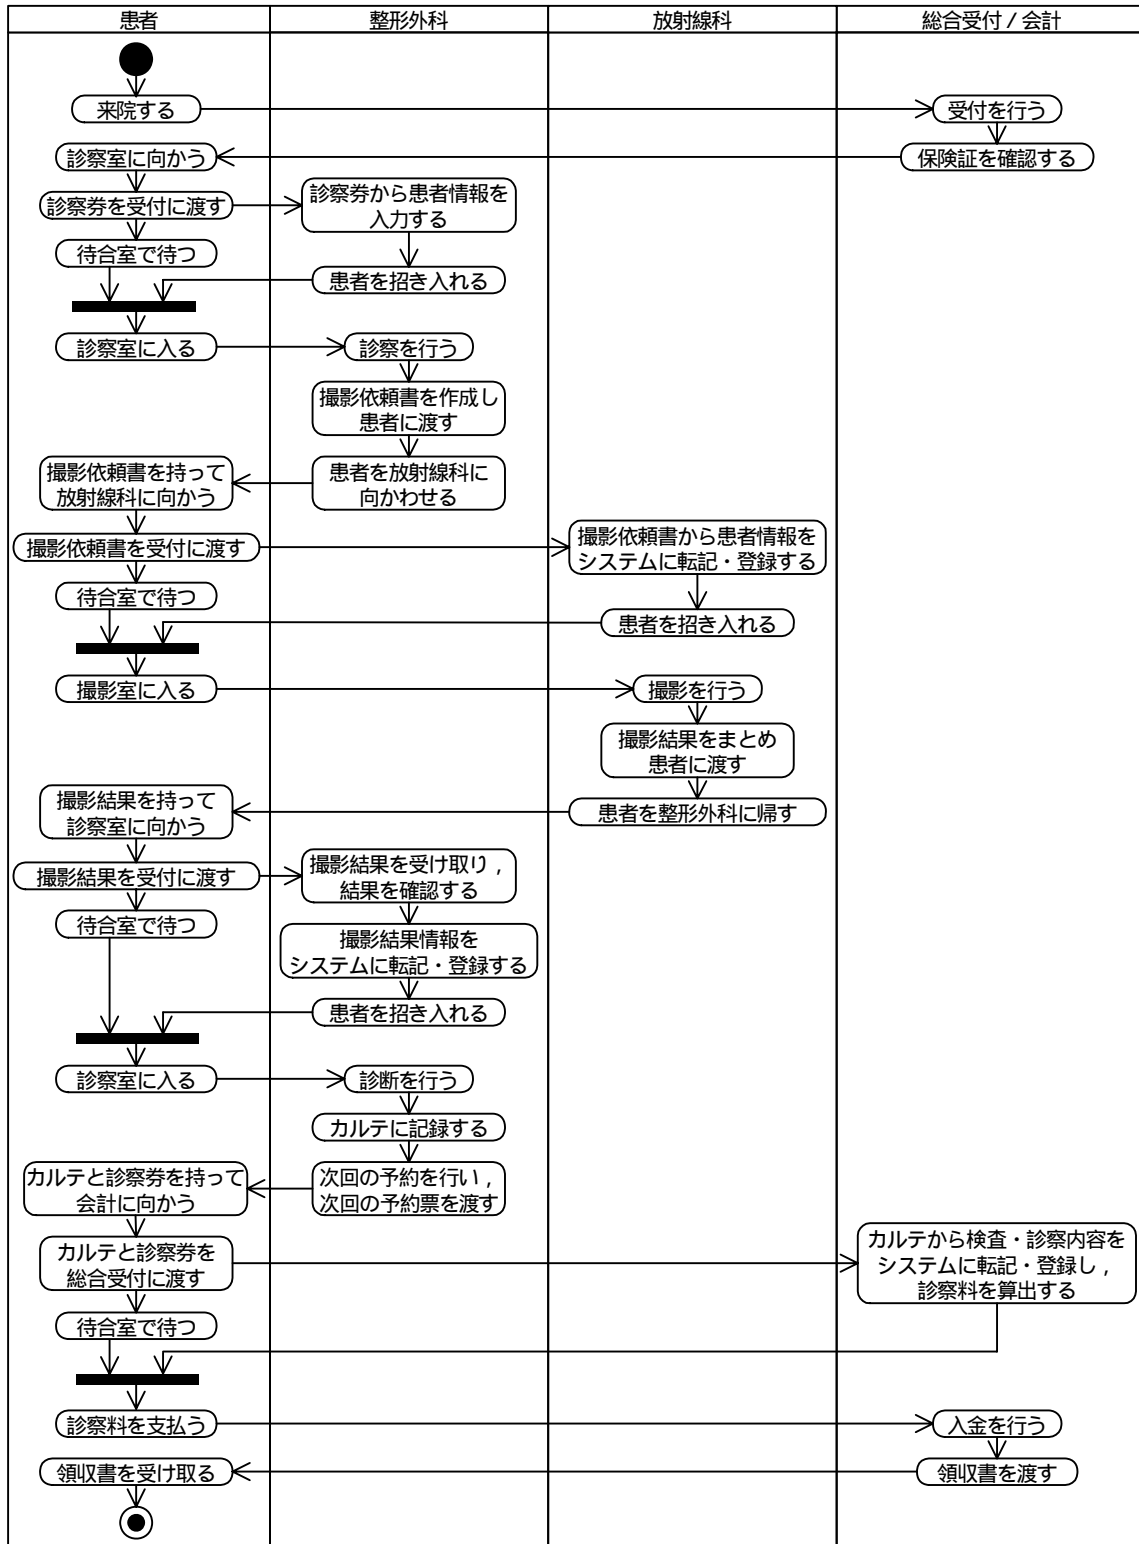 患者
整形外科
放射線科
総合受付 / 会計
来院する
受付を行う
診察室に向かう
保険証を確認する
診察券を受付に渡す
診察券から患者情報を
入力する
待合室で待つ
患者を招き入れる
診察室に入る
診察を行う
撮影依頼書を作成し
患者に渡す
撮影依頼書を持って
放射線科に向かう
患者を放射線科に
向かわせる
撮影依頼書を受付に渡す
撮影依頼書から患者情報を
システムに転記・登録する
待合室で待つ
患者を招き入れる
撮影室に入る
撮影を行う
撮影結果をまとめ
患者に渡す
撮影結果を持って
診察室に向かう
患者を整形外科に帰す
撮影結果を受付に渡す
撮影結果を受け取り，
結果を確認する
待合室で待つ
撮影結果情報を
システムに転記・登録する
患者を招き入れる
診察室に入る
診断を行う
カルテに記録する
カルテと診察券を持って
会計に向かう
次回の予約を行い，
次回の予約票を渡す
カルテと診察券を
総合受付に渡す
カルテから検査・診察内容を
システムに転記・登録し，
診察料を算出する
待合室で待つ
診察料を支払う
入金を行う
領収書を受け取る
領収書を渡す